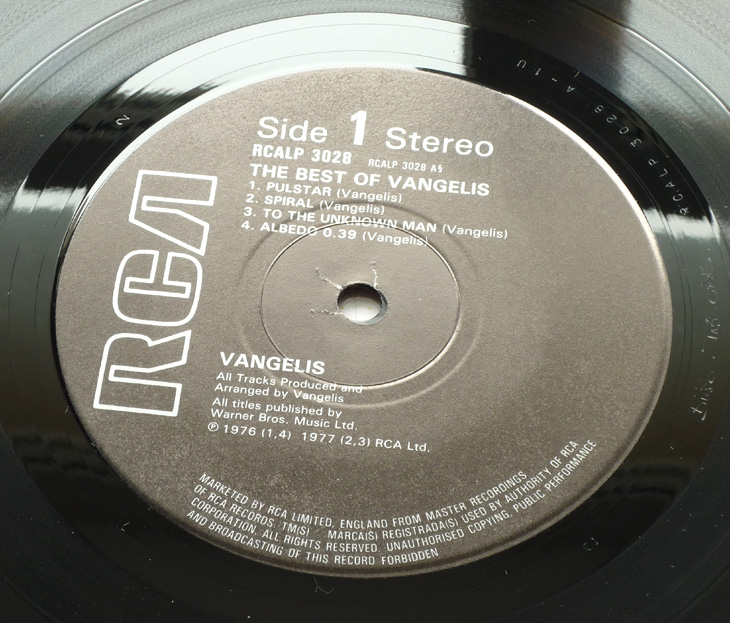 Side 1 Stereo
RCALP 3028 RCALP 3028 A§
THE BEST OF VANGELIS
1. PULSTAR (Vangelis)
2. SPIRAL (Vangelis)
3. TO THE UNKNOWN MAN (Vangelis)
4. ALBEDO 0.39 (Vangelis)
RCA
VANGELIS
All Tracks Produced and
Arranged by Vangelis
All titles published by
Warner Bros. Music Ltd.
℗ 1976 (1,4) 1977 (2,3) RCA Ltd.
MARKETED BY RCA LIMITED, ENGLAND FROM MASTER RECORDINGS
OF RCA RECORDS. TM(S) MARCA(S) REGISTRADA(S) USED BY AUTHORITY OF RCA
CORPORATION. ALL RIGHTS RESERVED. UNAUTHORISED COPYING, PUBLIC PERFORMANCE
AND BROADCASTING OF THIS RECORD FORBIDDEN
RCALP 3028 A-1U
2